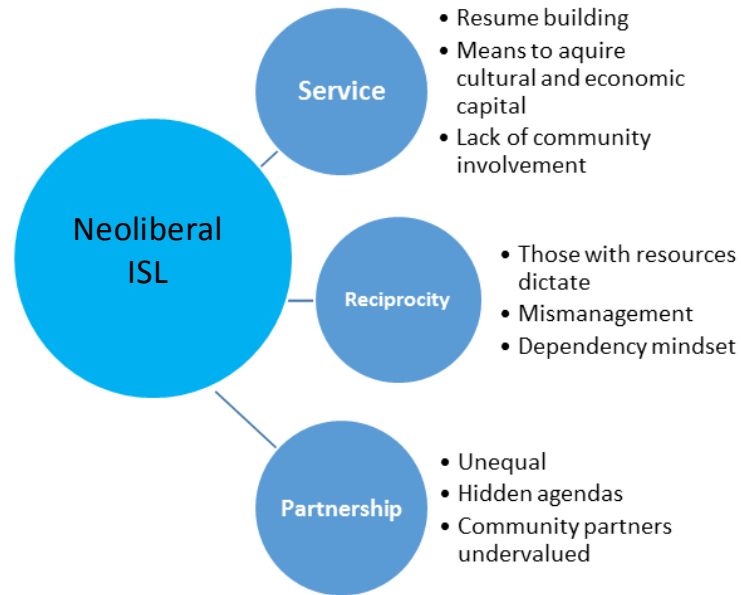 Neoliberal
ISL
Service
• Resume building
• Means to aquire
cultural and economic
capital
• Lack of community
involvement
Reciprocity
• Those with resources
dictate
• Mismanagement
• Dependency mindset
Partnership
• Unequal
• Hidden agendas
• Community partners
undervalued